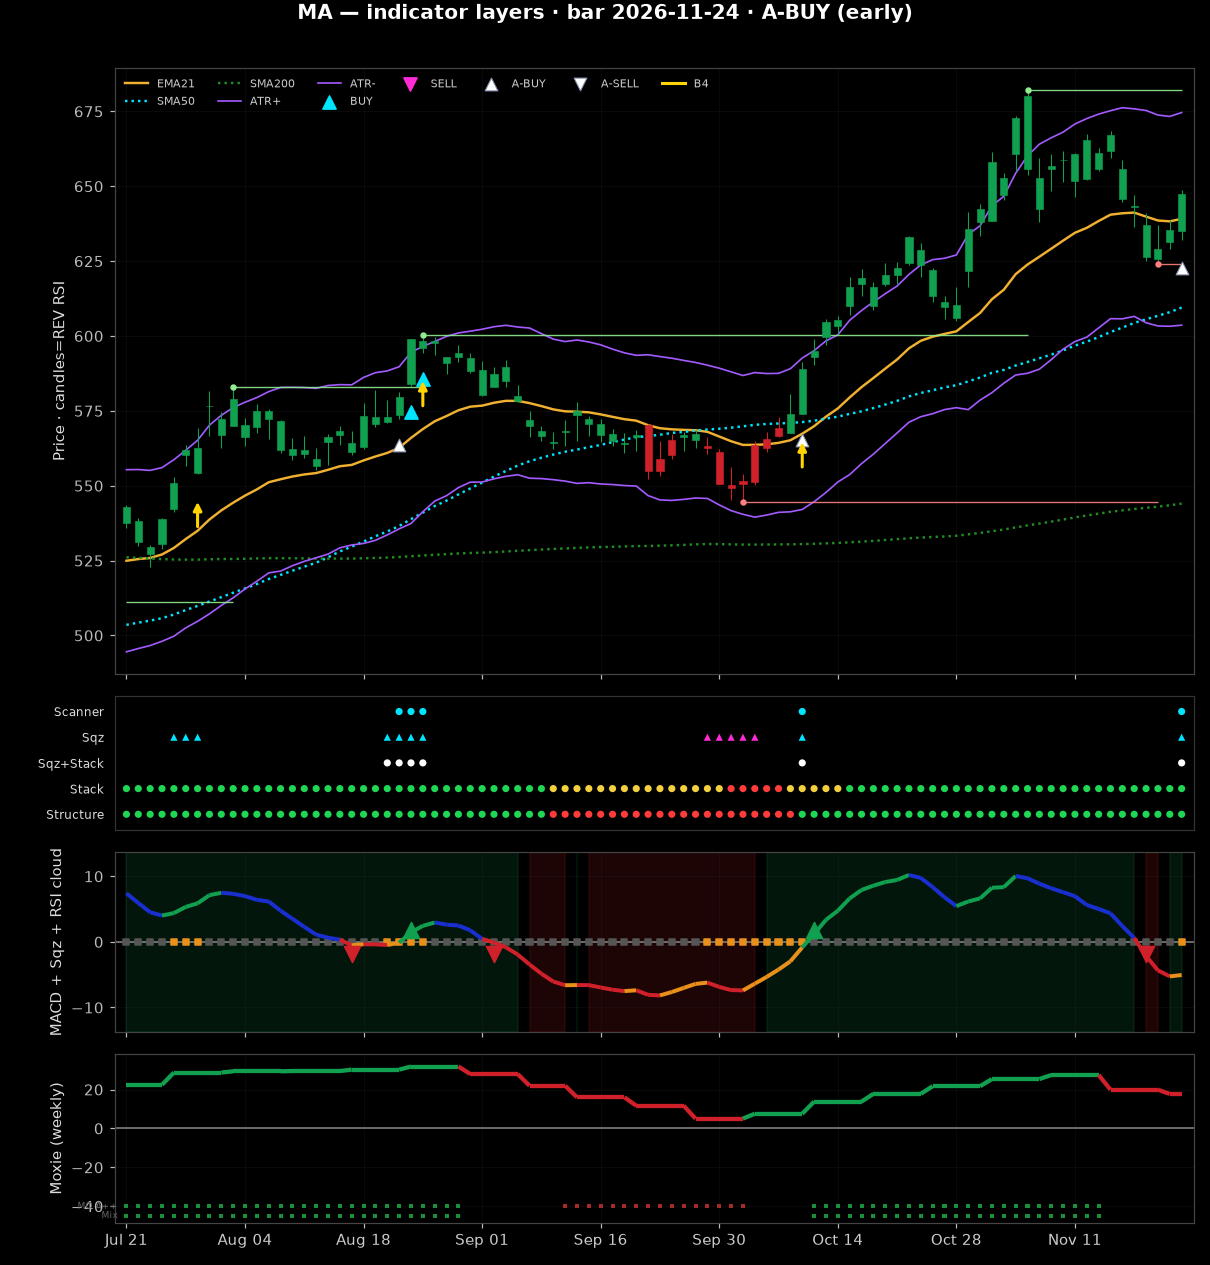 MA — indicator layers · bar 2026-11-24 · A-BUY (early)
EMA21 SMA200 ATR- SELL A-BUY A-SELL B4
SMA50 ATR+ BUY
Price · candles=REV RSI
675
650
625
600
575
550
525
500
Scanner
Sqz
Sqz+Stack
Stack
Structure
MACD + Sqz + RSI cloud
10
0
−10
Moxie (weekly)
20
0
−20
−40
Jul 21 Aug 04 Aug 18 Sep 01 Sep 16 Sep 30 Oct 14 Oct 28 Nov 11